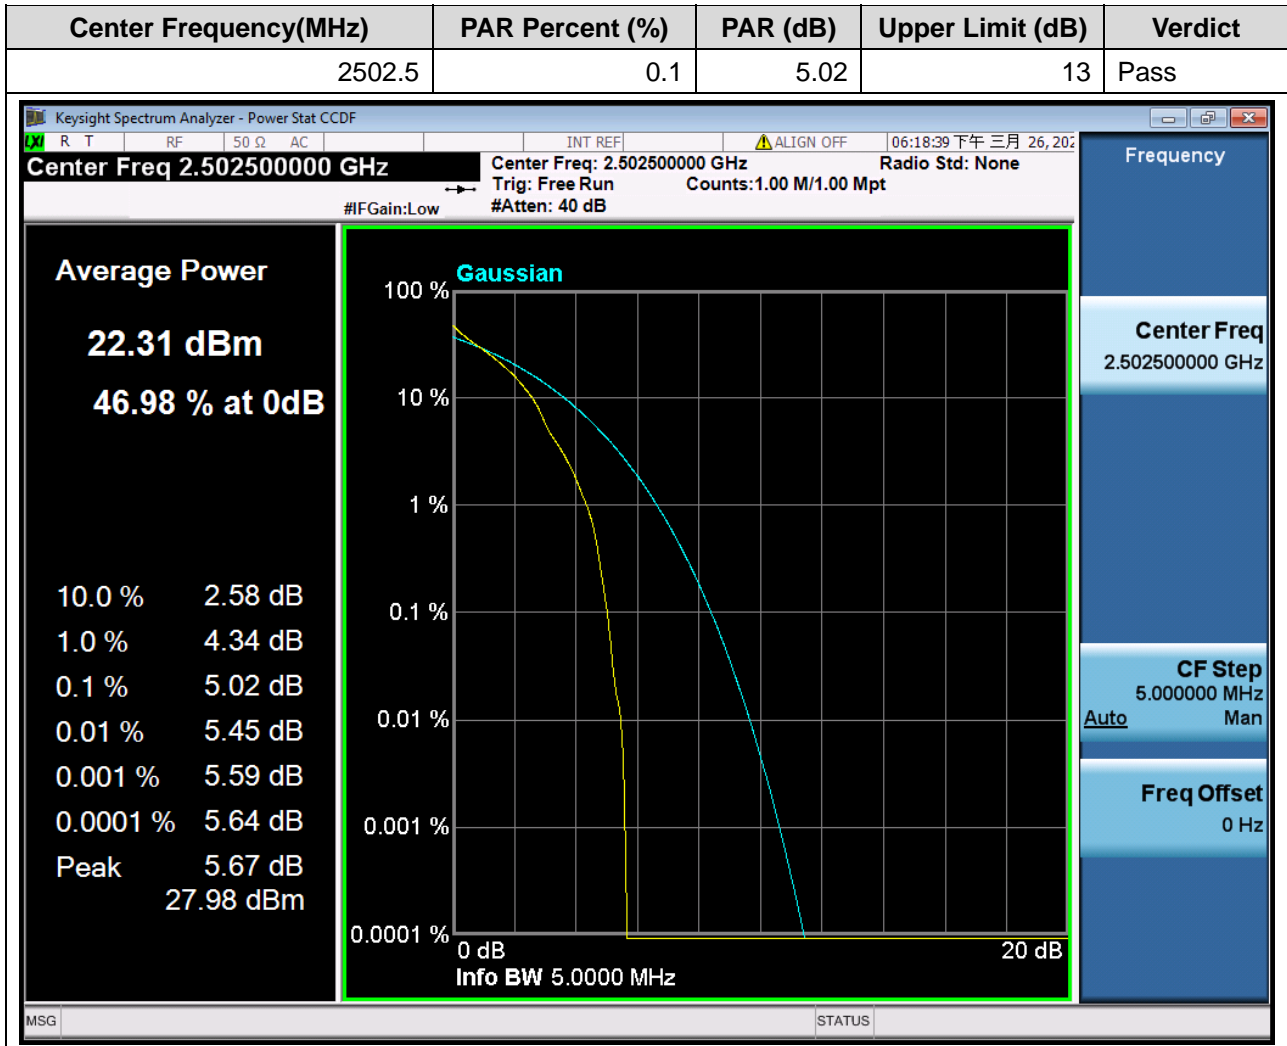 Center Frequency(MHz) PAR Percent (%) PAR (dB) Upper Limit (dB) Verdict
2502.5 0.1 5.02 13 Pass
Keysight Spectrum Analyzer - Power Stat CCDF
LXI R T RF 50 Ω AC INT REF ALIGN OFF 06:18:39 下午 三月 26, 202
Center Freq 2.502500000 GHz
Center Freq: 2.502500000 GHz Radio Std: None
Trig: Free Run Counts:1.00 M/1.00 Mpt
#IFGain:Low #Atten: 40 dB
Average Power
22.31 dBm
46.98 % at 0dB
10.0 % 2.58 dB
1.0 % 4.34 dB
0.1 % 5.02 dB
0.01 % 5.45 dB
0.001 % 5.59 dB
0.0001 % 5.64 dB
Peak 5.67 dB
27.98 dBm
Gaussian
100 %
10 %
1 %
0.1 %
0.01 %
0.001 %
0.0001 %
0 dB 20 dB
Info BW 5.0000 MHz
Frequency
Center Freq
2.502500000 GHz
CF Step
5.000000 MHz
Auto Man
Freq Offset
0 Hz
MSG STATUS